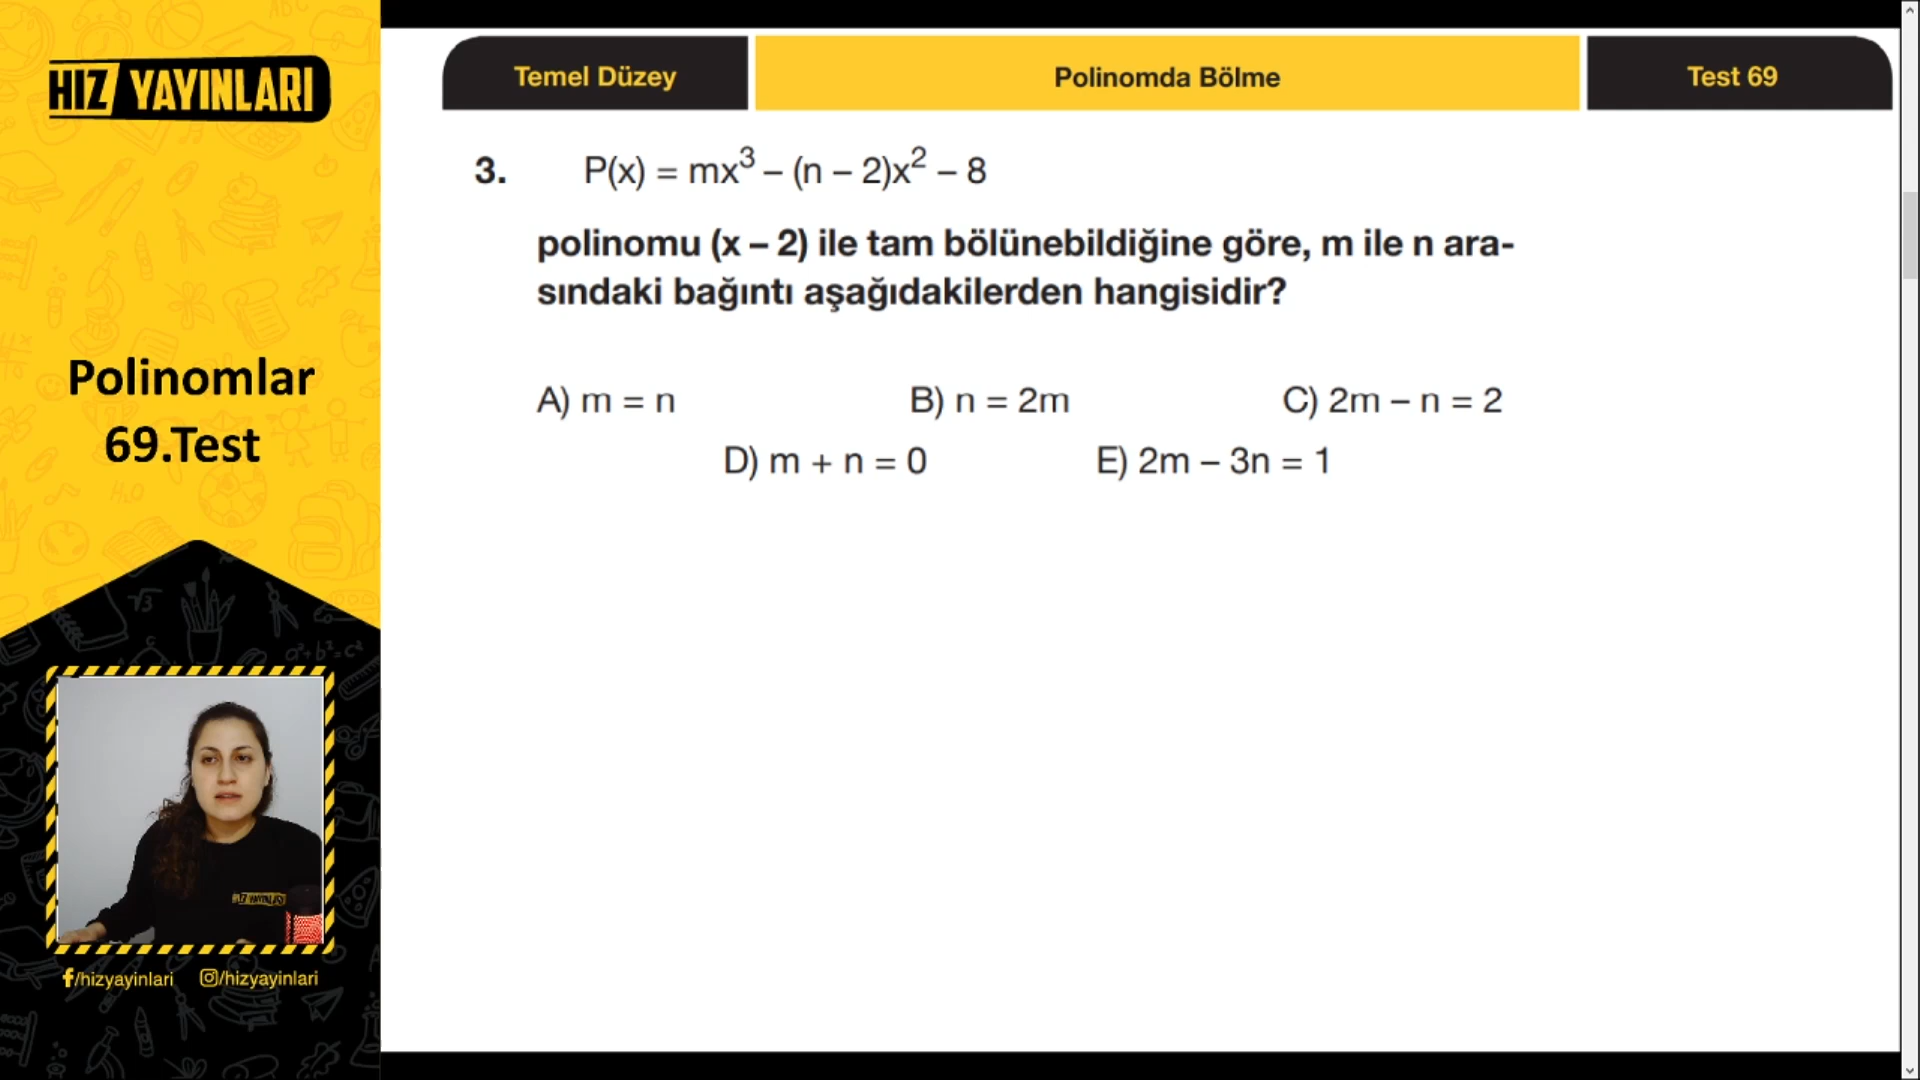 HIZ YAYINLARI
Polinomlar
69.Test
f/hizyayinlari /hizyayinlari
Temel Düzey Polinomda Bölme Test 69
3. P(x) = mx³ – (n – 2)x² – 8
polinomu (x – 2) ile tam bölünebildiğine göre, m ile n ara-
sındaki bağıntı aşağıdakilerden hangisidir?
A) m = n B) n = 2m C) 2m – n = 2
D) m + n = 0 E) 2m – 3n = 1